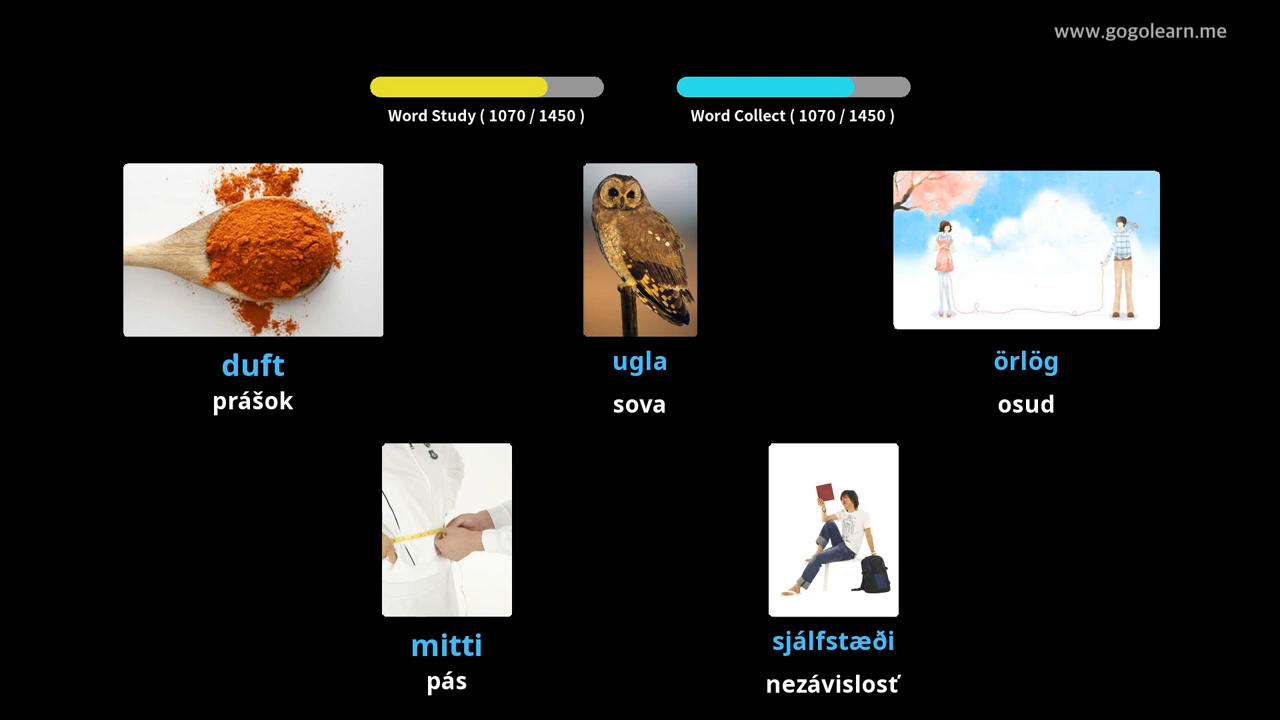 www.gogolearn.me
Word Study ( 1070 / 1450 )
Word Collect ( 1070 / 1450 )
duft
prášok
ugla
sova
örlög
osud
mitti
pás
sjálfstæði
nezávislosť